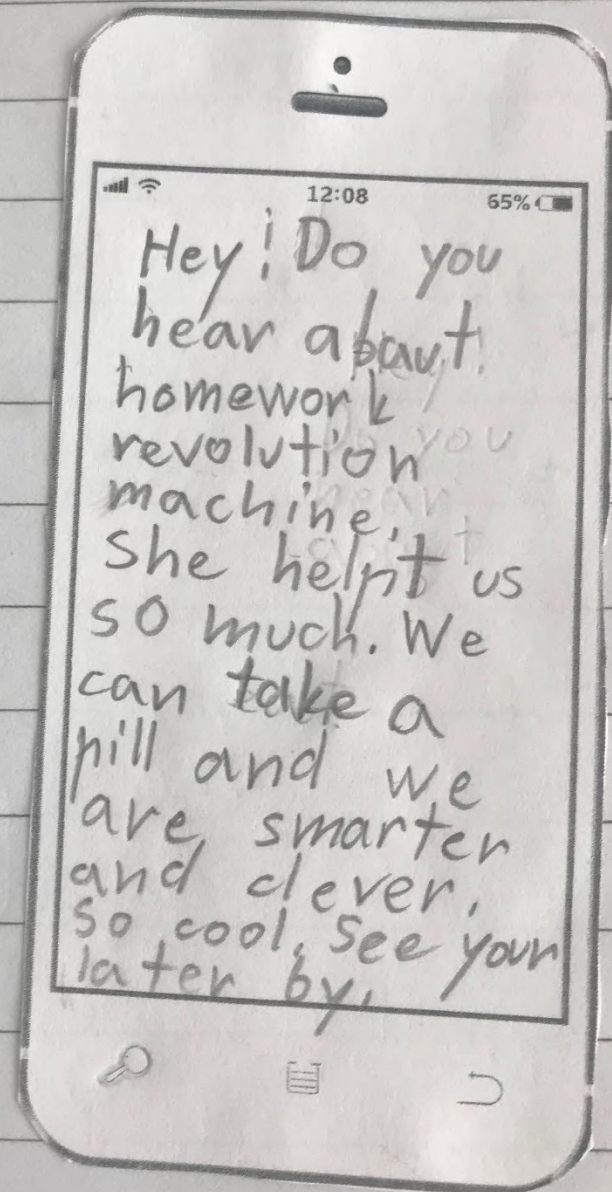 12:08 65%
Hey! Do you
hear about
homework
revolution
machine.
She helpt us
so much. We
can take a
pill and we
are smarter
and clever.
So cool. See your
later by.